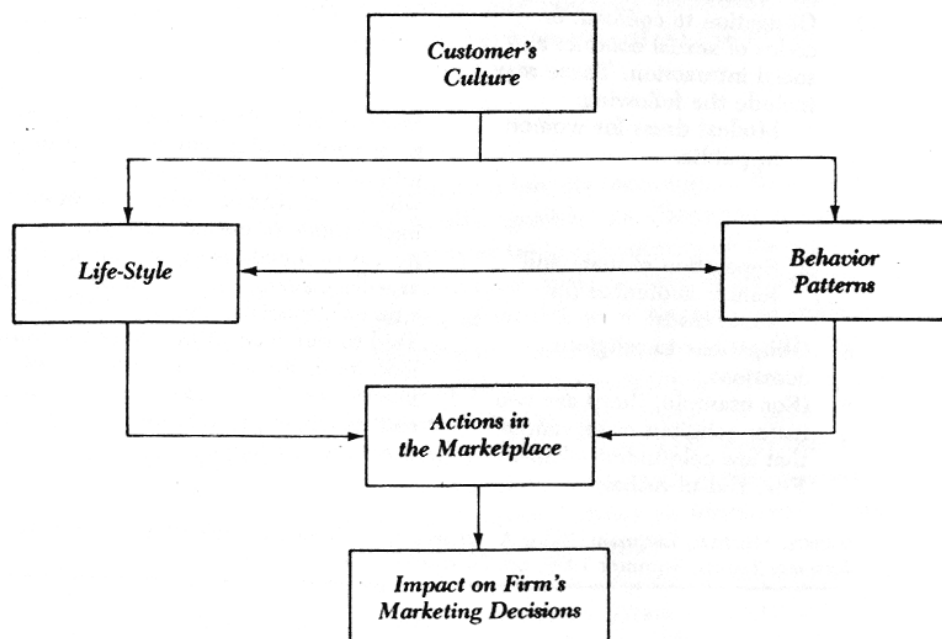 Customer's
Culture
Life-Style
Behavior
Patterns
Actions in
the Marketplace
Impact on Firm's
Marketing Decisions